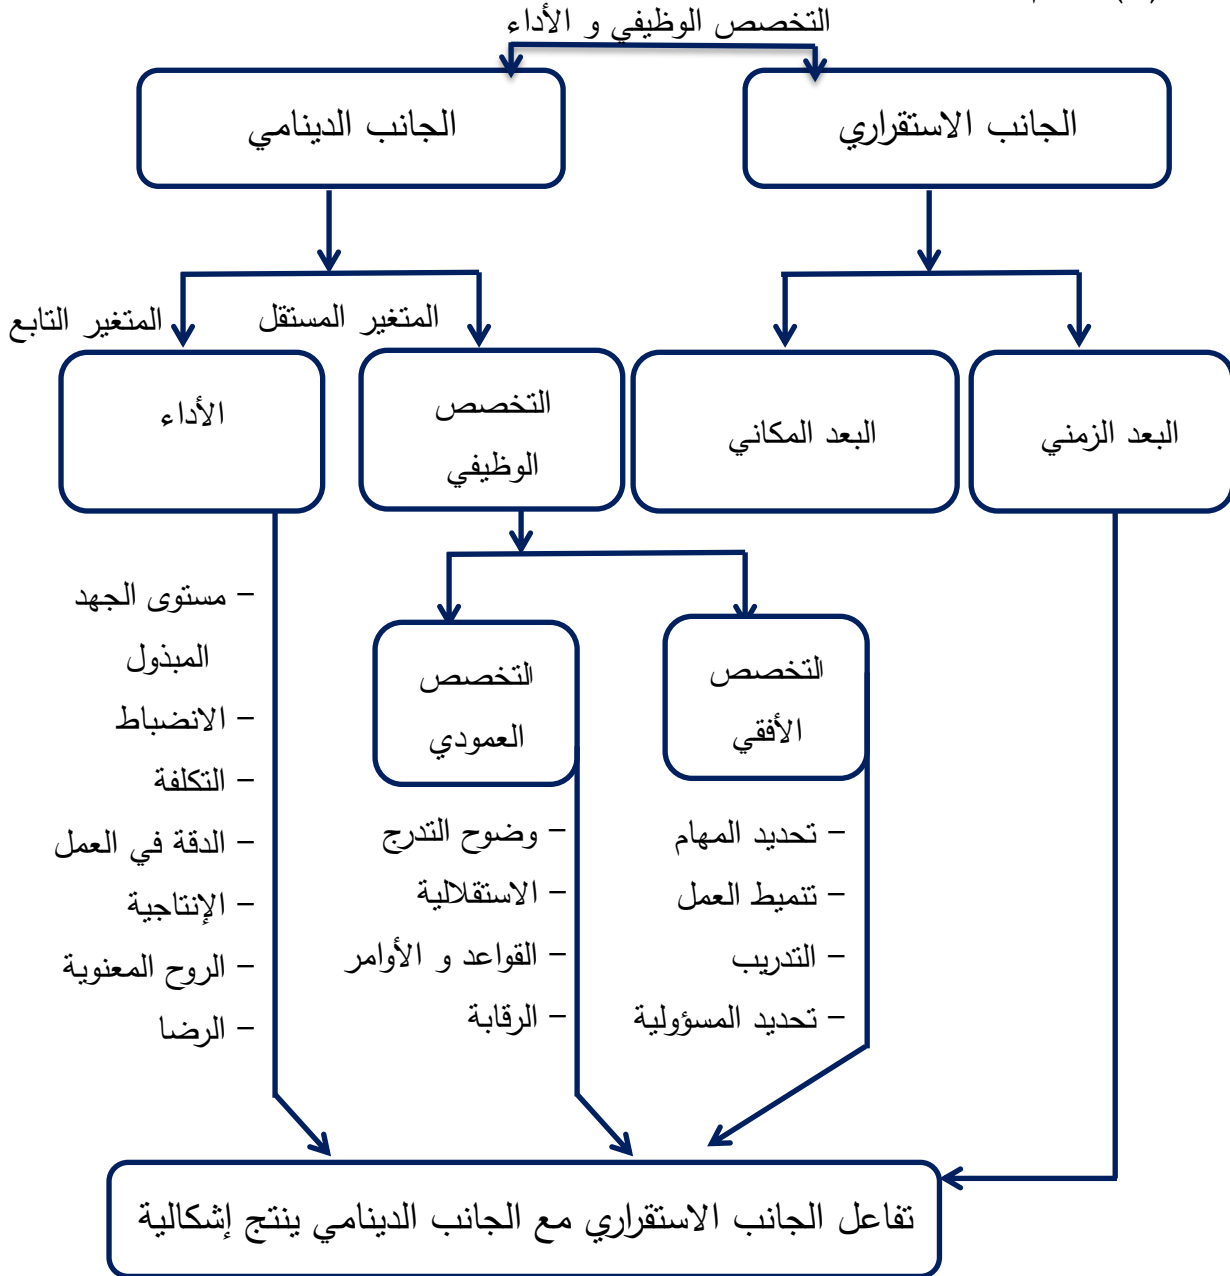 التخصص الوظيفي و الأداء
الجانب الاستقراري
الجانب الدينامي
المتغير المستقل
المتغير التابع
البعد الزمني
البعد المكاني
التخصص
الوظيفي
الأداء
التخصص
الأفقي
التخصص
العمودي
– تحديد المهام
– تنميط العمل
– التدريب
– تحديد المسؤولية
– وضوح التدرج
– الاستقلالية
– القواعد و الأوامر
– الرقابة
– مستوى الجهد
المبذول
– الانضباط
– التكلفة
– الدقة في العمل
– الإنتاجية
– الروح المعنوية
– الرضا
تفاعل الجانب الاستقراري مع الجانب الدينامي ينتج إشكالية